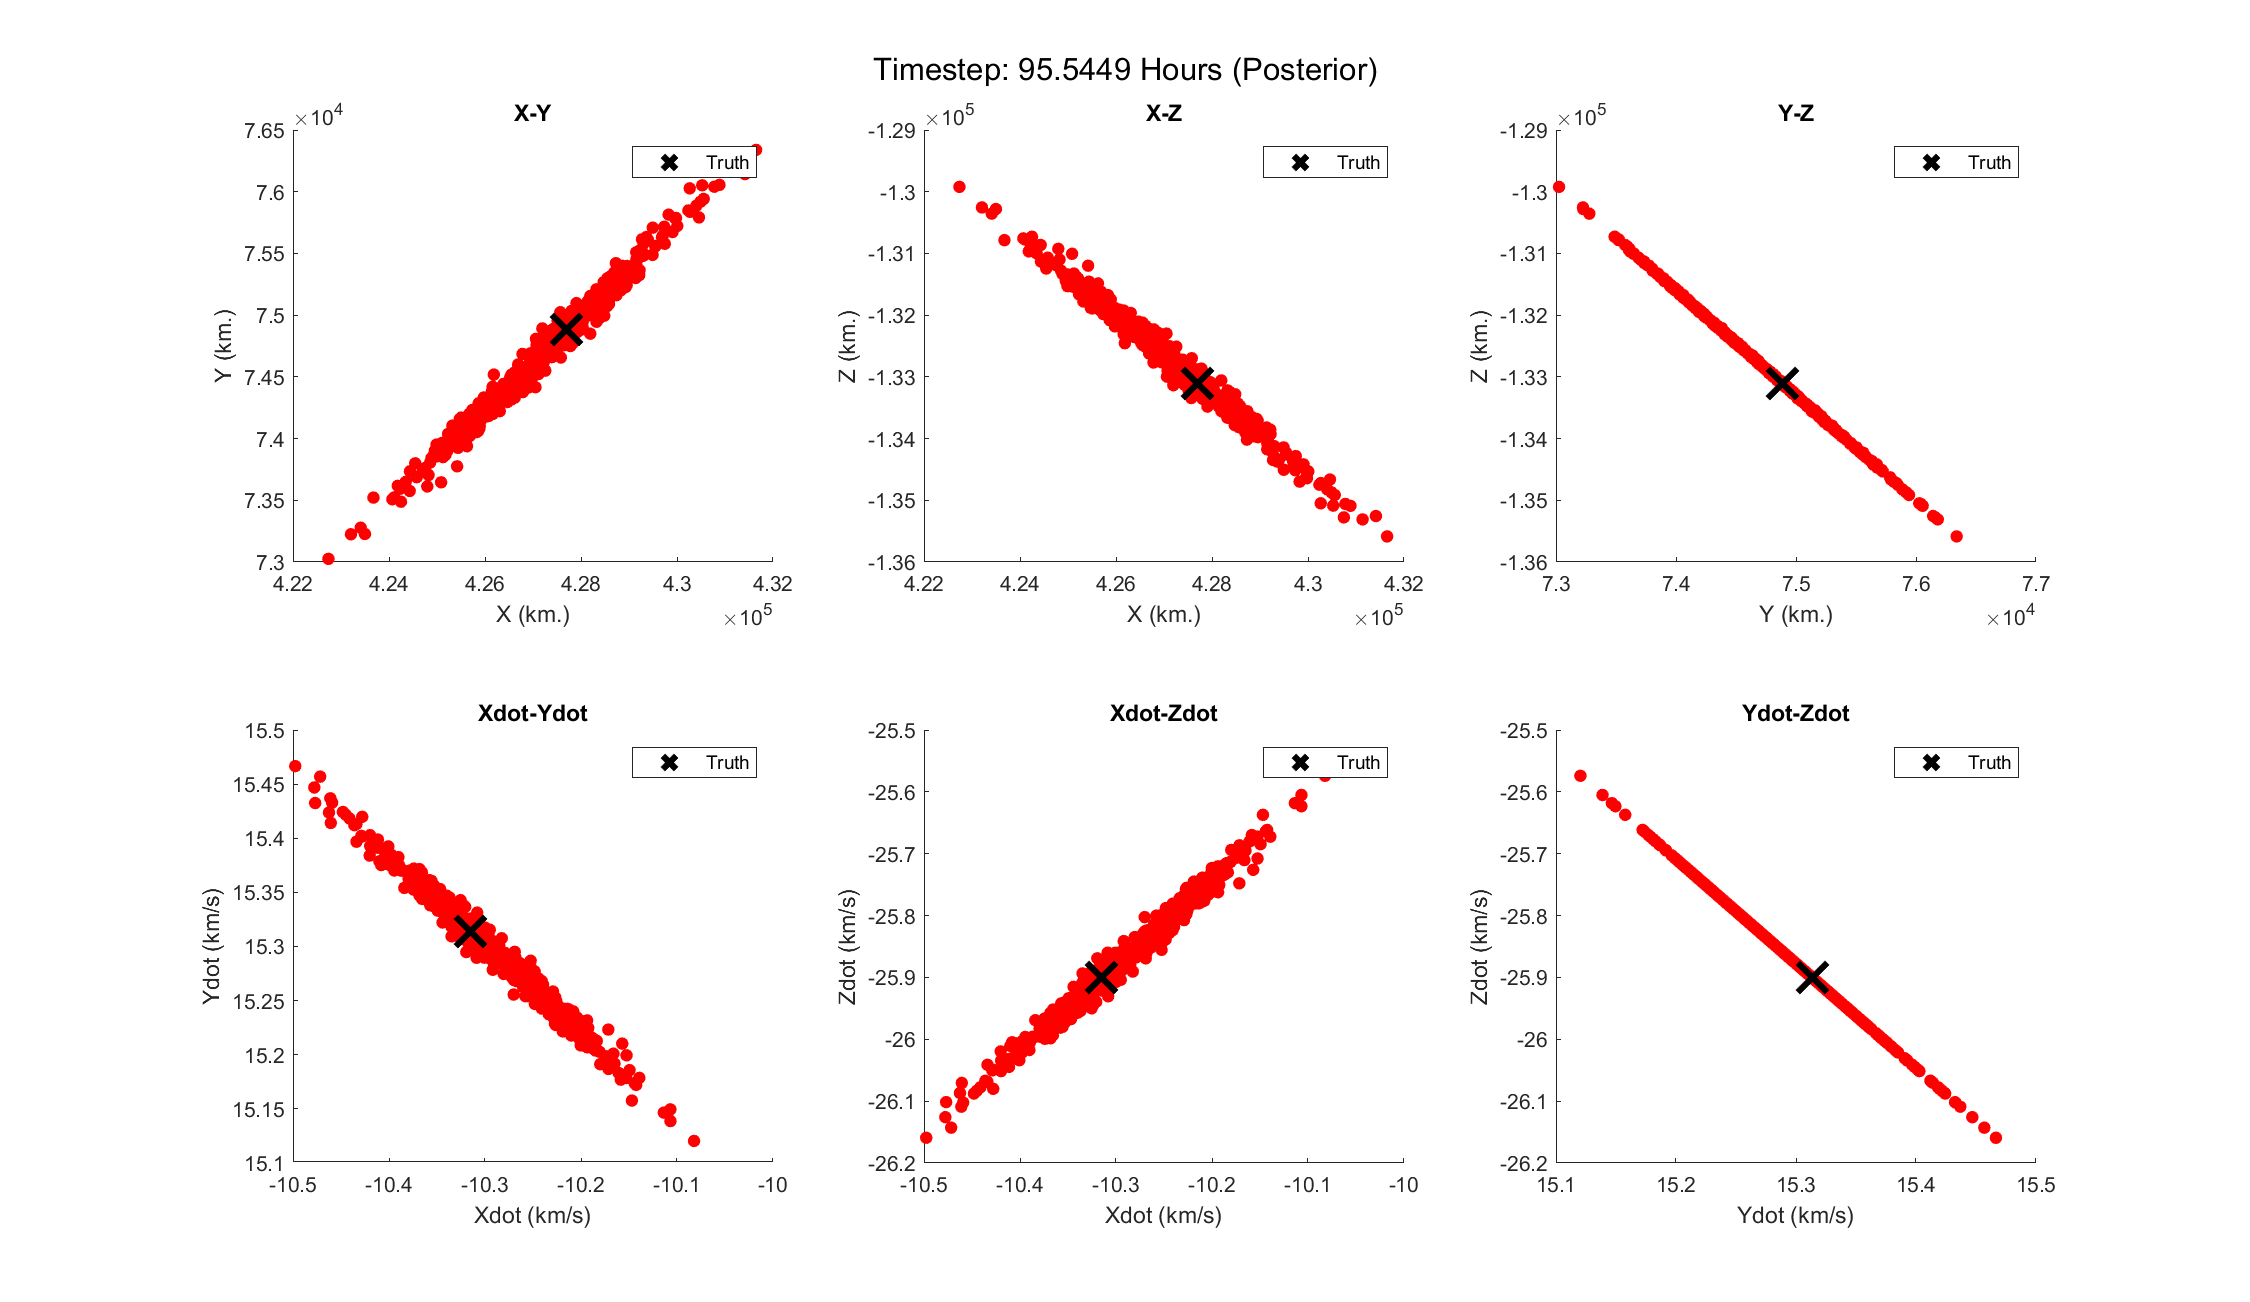 Timestep: 95.5449 Hours (Posterior)
X-Y
×10^4
7.65
7.6
7.55
7.5
7.45
7.4
7.35
7.3
Y (km.)
Truth
4.22 4.24 4.26 4.28 4.3 4.32
X (km.)
×10^5
X-Z
×10^5
-1.29
-1.3
-1.31
-1.32
-1.33
-1.34
-1.35
-1.36
Z (km.)
Truth
4.22 4.24 4.26 4.28 4.3 4.32
X (km.)
×10^5
Y-Z
×10^5
-1.29
-1.3
-1.31
-1.32
-1.33
-1.34
-1.35
-1.36
Z (km.)
Truth
7.3 7.4 7.5 7.6 7.7
Y (km.)
×10^4
Xdot-Ydot
15.5
15.45
15.4
15.35
15.3
15.25
15.2
15.15
15.1
Ydot (km/s)
Truth
-10.5 -10.4 -10.3 -10.2 -10.1 -10
Xdot (km/s)
Xdot-Zdot
-25.5
-25.6
-25.7
-25.8
-25.9
-26
-26.1
-26.2
Zdot (km/s)
Truth
-10.5 -10.4 -10.3 -10.2 -10.1 -10
Xdot (km/s)
Ydot-Zdot
-25.5
-25.6
-25.7
-25.8
-25.9
-26
-26.1
-26.2
Zdot (km/s)
Truth
15.1 15.2 15.3 15.4 15.5
Ydot (km/s)